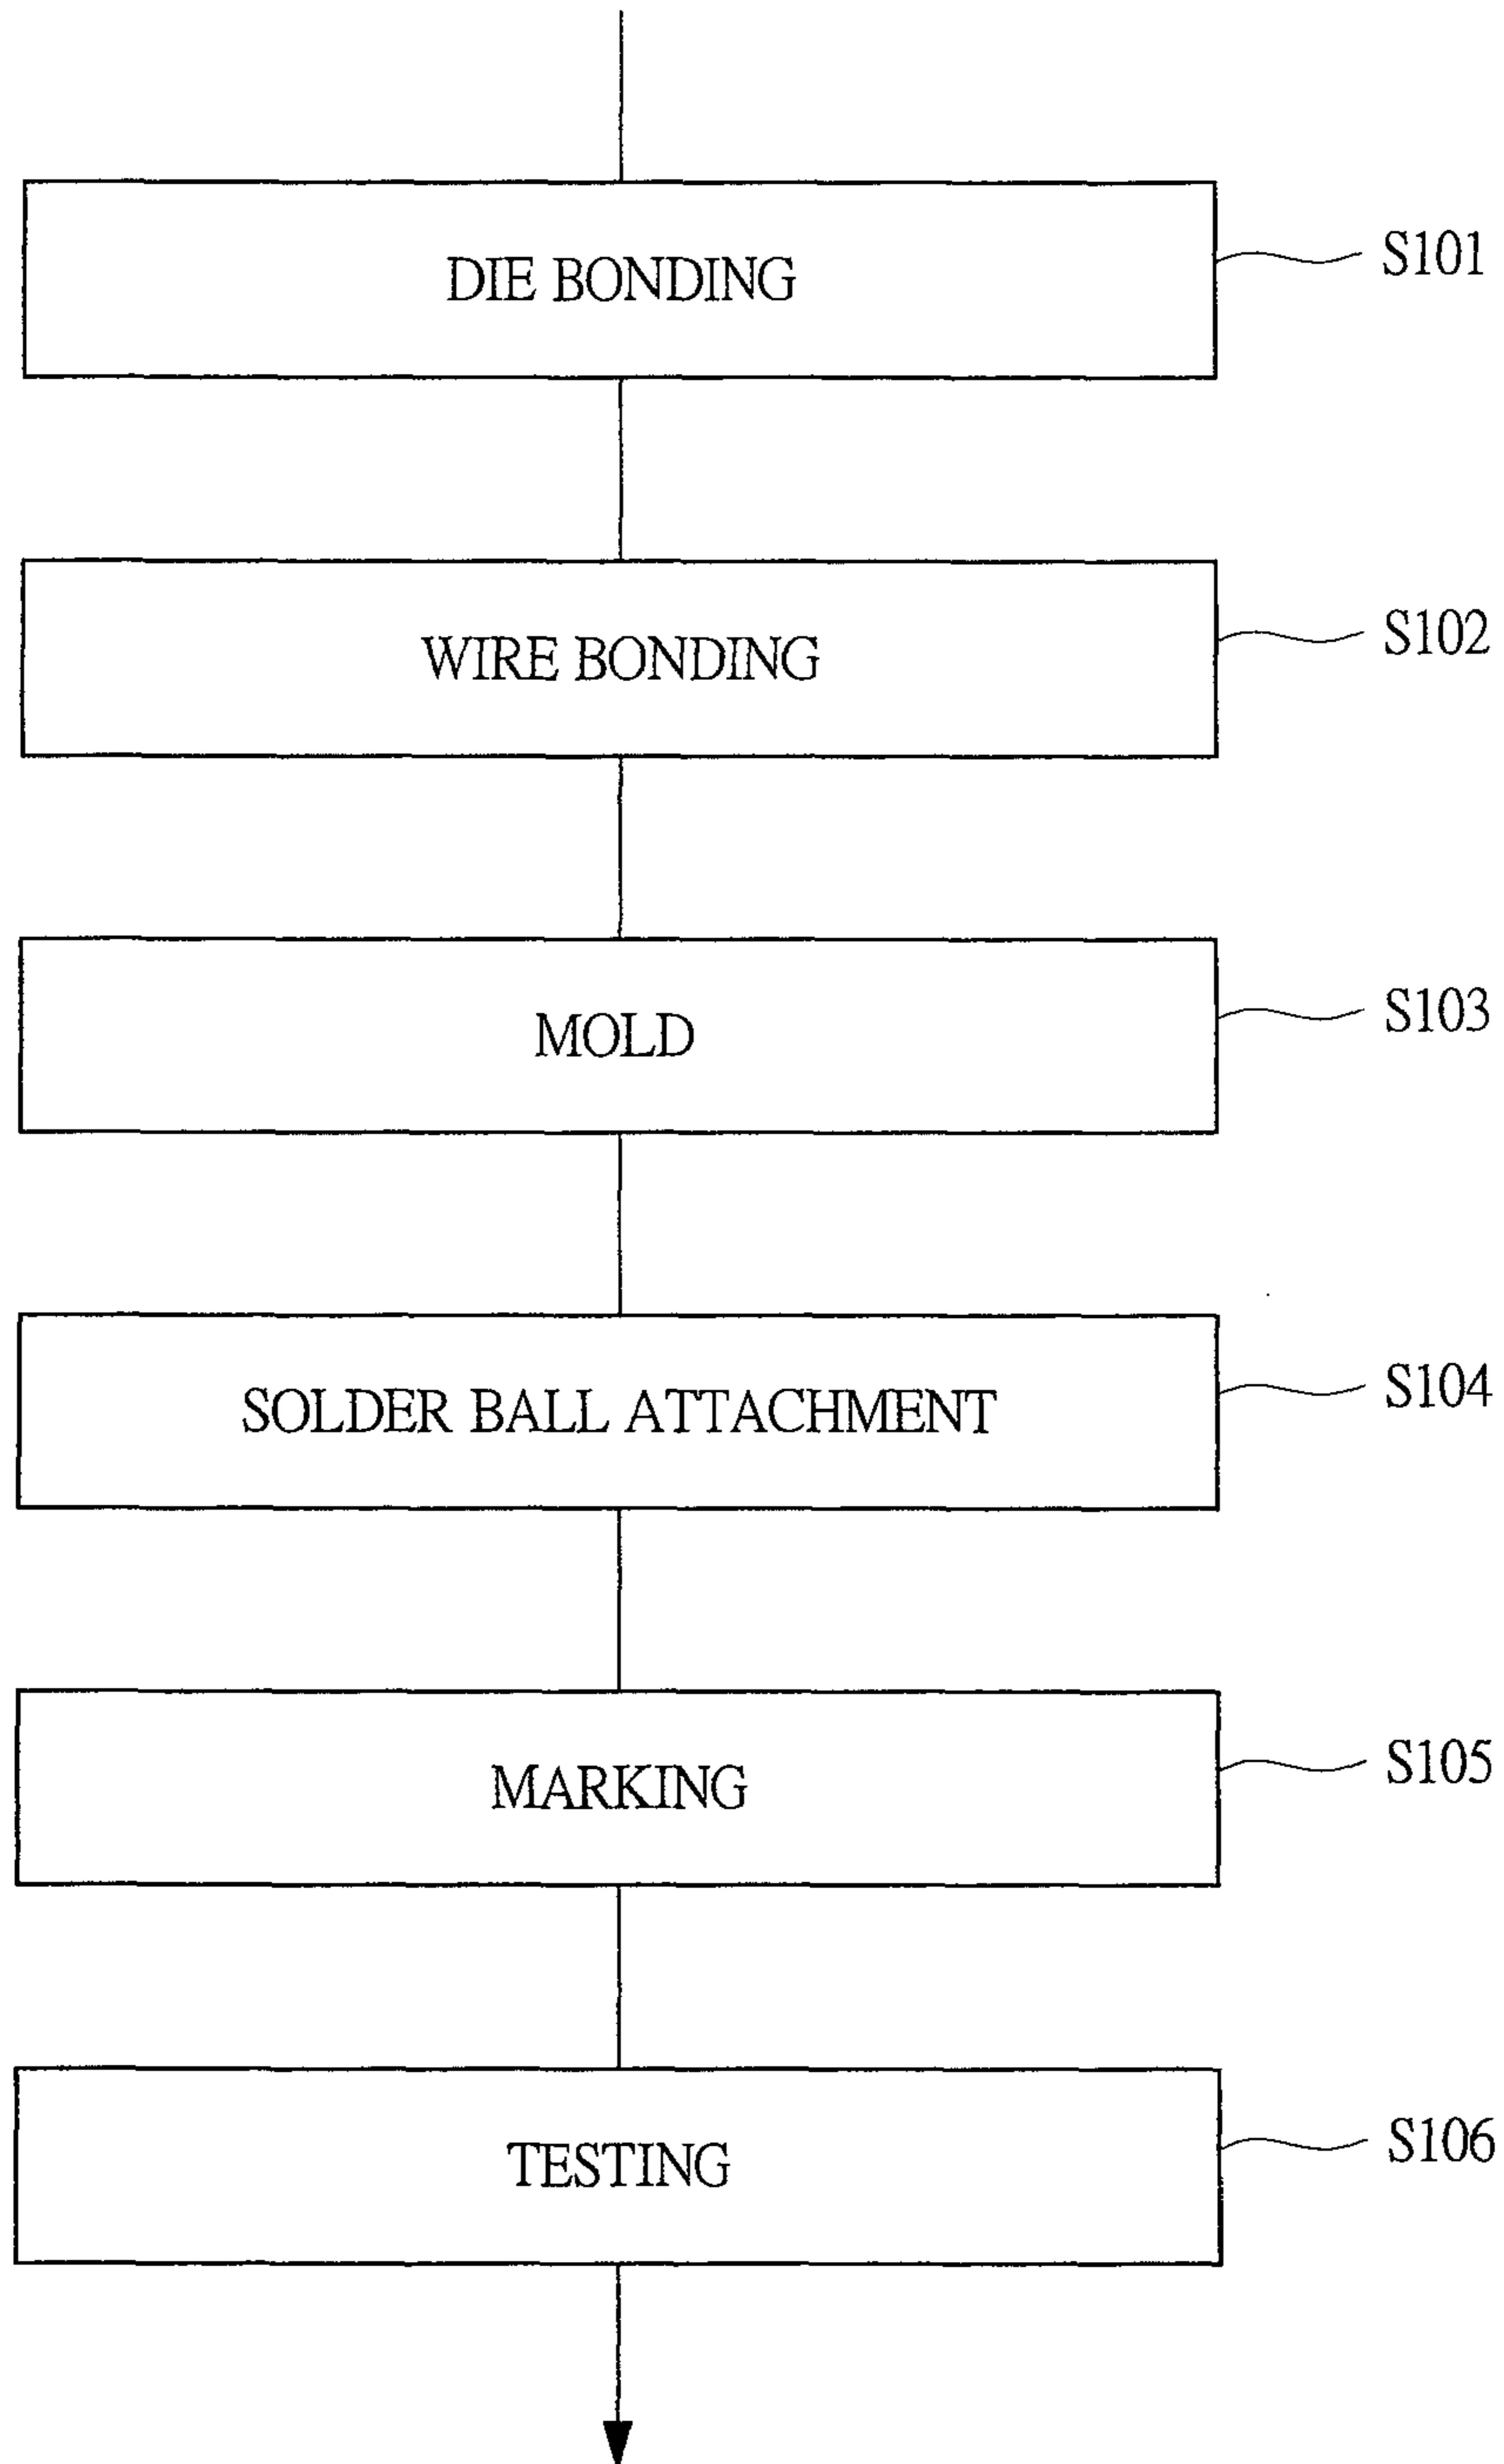 DIE BONDING S101
WIRE BONDING S102
MOLD S103
SOLDER BALL ATTACHMENT S104
MARKING S105
TESTING S106